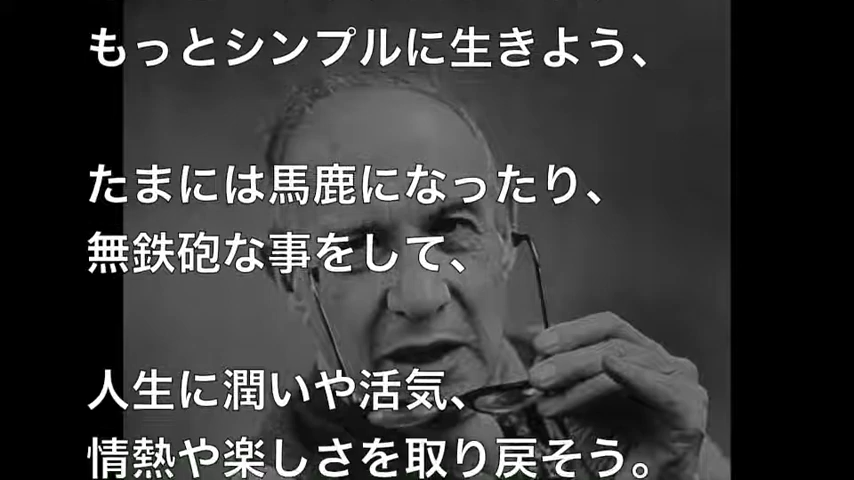 もっとシンプルに生きよう、
たまには馬鹿になったり、
無鉄砲な事をして、
人生に潤いや活気、
情熱や楽しさを取り戻そう。